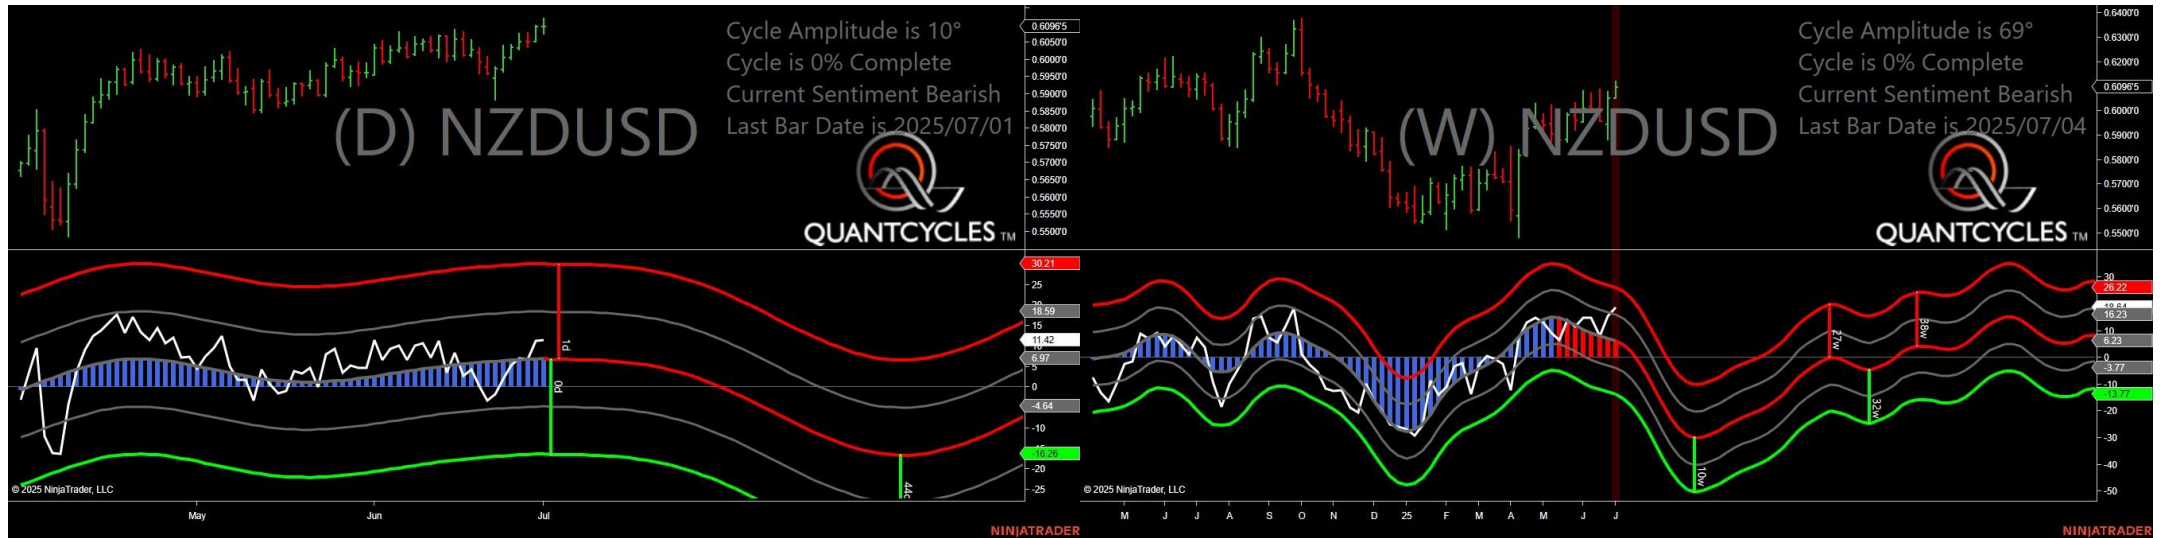 Cycle Amplitude is 10°
Cycle is 0% Complete
Current Sentiment Bearish
Last Bar Date is 2025/07/01
(D) NZDUSD
QUANTCYCLES TM
0.6096'5
0.6050'0
0.6000'0
0.5950'0
0.5900'0
0.5850'0
0.5800'0
0.5750'0
0.5700'0
0.5650'0
0.5600'0
0.5550'0
0.5500'0
30.21
25
18.59
15
11.42
6.97
5
0
-4.64
-10
-16.26
-20
-25
1d
0d
© 2025 NinjaTrader, LLC
May
Jun
Jul
NINJATRADER
Cycle Amplitude is 69°
Cycle is 0% Complete
Current Sentiment Bearish
Last Bar Date is 2025/07/04
(W) NZDUSD
QUANTCYCLES TM
0.6400'0
0.6300'0
0.6200'0
0.6096'5
0.6000'0
0.5900'0
0.5800'0
0.5700'0
0.5600'0
0.5500'0
30
26.22
16.23
10
6.23
0
-3.77
-10
-13.77
-20
-30
-40
-50
10w
27w
32w
38w
© 2025 NinjaTrader, LLC
M
J
J
A
S
O
N
D
25
F
M
A
M
J
J
NINJATRADER